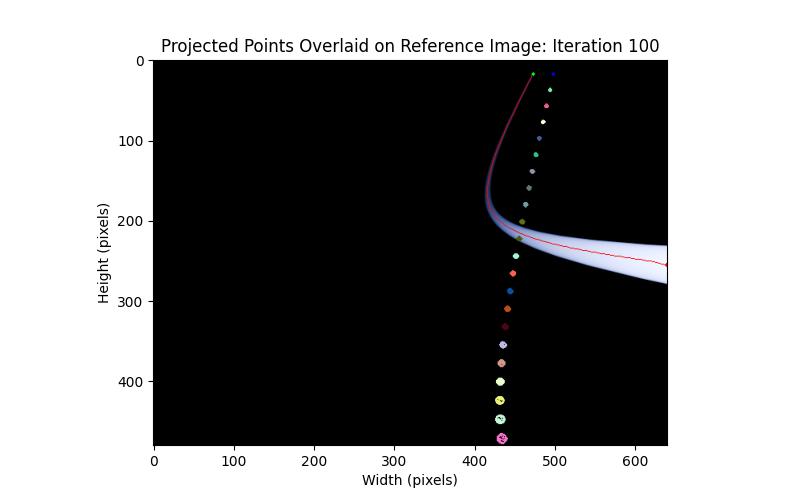 Projected Points Overlaid on Reference Image: Iteration 100
0
100
200
300
400
Height (pixels)
0 100 200 300 400 500 600
Width (pixels)